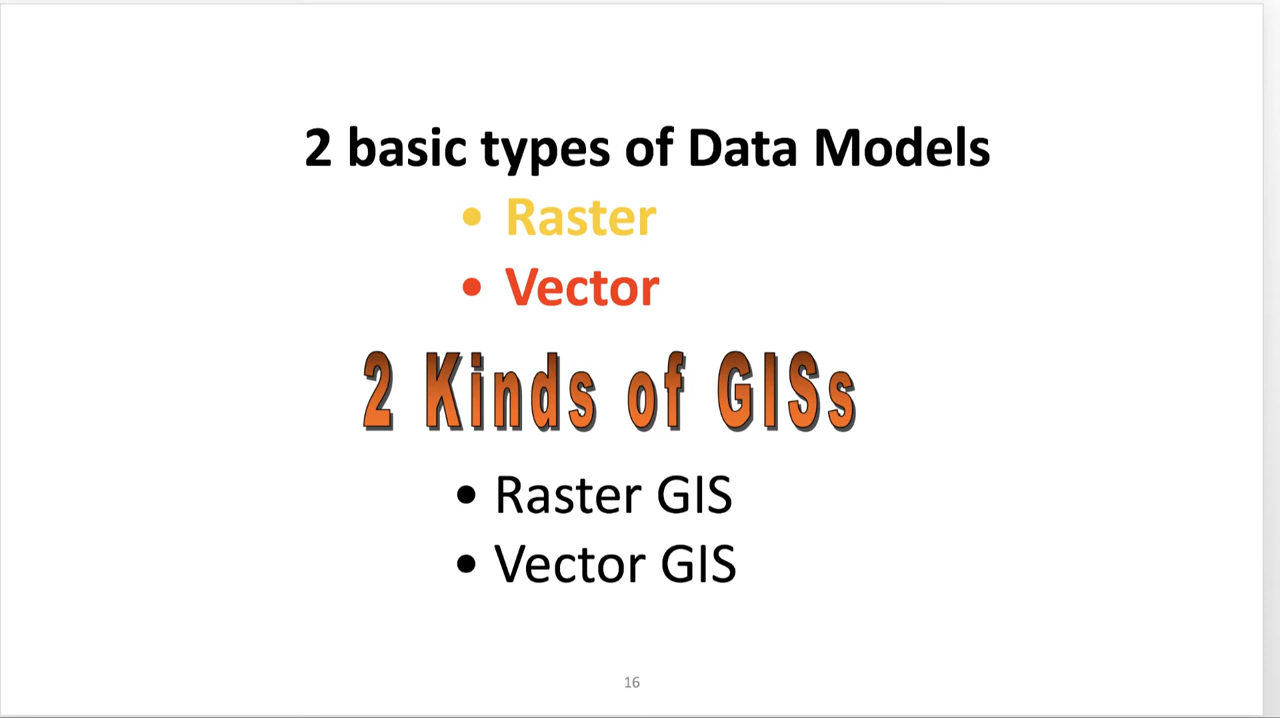 2 basic types of Data Models
• Raster
• Vector
2 Kinds of GISs
• Raster GIS
• Vector GIS
16